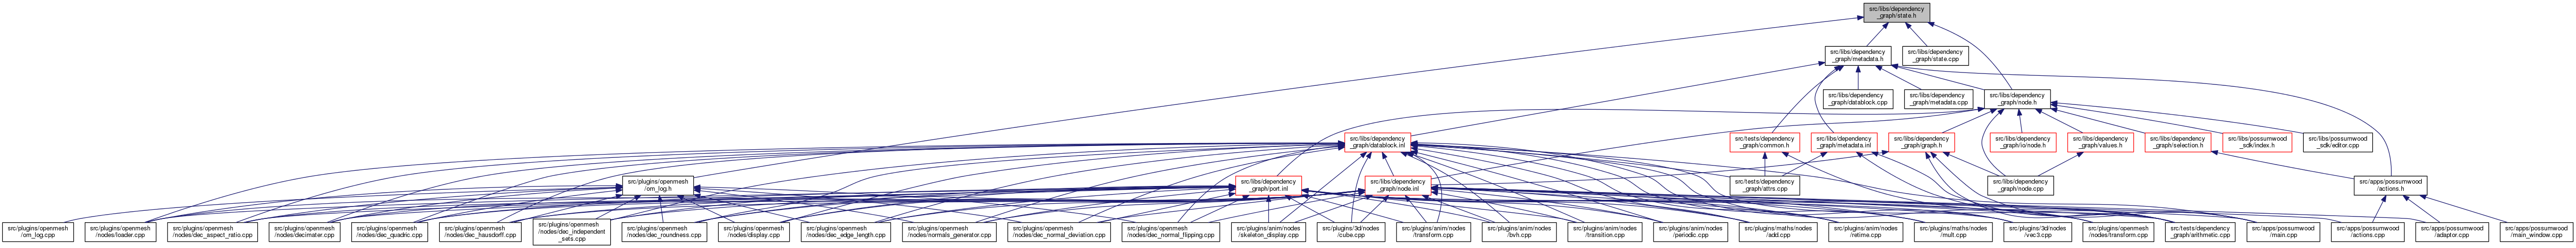 src/libs/dependency
_graph/state.h
src/libs/dependency
_graph/metadata.h
src/libs/dependency
_graph/state.cpp
src/libs/dependency
_graph/datablock.cpp
src/libs/dependency
_graph/metadata.cpp
src/libs/dependency
_graph/node.h
src/libs/dependency
_graph/datablock.inl
src/tests/dependency
_graph/common.h
src/libs/dependency
_graph/metadata.inl
src/libs/dependency
_graph/graph.h
src/libs/dependency
_graph/io/node.h
src/libs/dependency
_graph/values.h
src/libs/dependency
_graph/selection.h
src/libs/possumwood
_sdk/index.h
src/libs/possumwood
_sdk/editor.cpp
src/plugins/openmesh
/om_log.h
src/libs/dependency
_graph/port.inl
src/libs/dependency
_graph/node.inl
src/tests/dependency
_graph/attrs.cpp
src/libs/dependency
_graph/node.cpp
src/apps/possumwood
/actions.h
src/plugins/openmesh
/om_log.cpp
src/plugins/openmesh
/nodes/loader.cpp
src/plugins/openmesh
/nodes/dec_aspect_ratio.cpp
src/plugins/openmesh
/nodes/decimater.cpp
src/plugins/openmesh
/nodes/dec_quadric.cpp
src/plugins/openmesh
/nodes/dec_hausdorff.cpp
src/plugins/openmesh
/nodes/dec_independent
_sets.cpp
src/plugins/openmesh
/nodes/dec_roundness.cpp
src/plugins/openmesh
/nodes/display.cpp
src/plugins/openmesh
/nodes/dec_edge_length.cpp
src/plugins/openmesh
/nodes/normals_generator.cpp
src/plugins/openmesh
/nodes/dec_normal_deviation.cpp
src/plugins/openmesh
/nodes/dec_normal_flipping.cpp
src/plugins/anim/nodes
/skeleton_display.cpp
src/plugins/3d/nodes
/cube.cpp
src/plugins/anim/nodes
/transform.cpp
src/plugins/anim/nodes
/bvh.cpp
src/plugins/anim/nodes
/transition.cpp
src/plugins/anim/nodes
/periodic.cpp
src/plugins/maths/nodes
/add.cpp
src/plugins/anim/nodes
/retime.cpp
src/plugins/maths/nodes
/mult.cpp
src/plugins/3d/nodes
/vec3.cpp
src/plugins/openmesh
/nodes/transform.cpp
src/tests/dependency
_graph/arithmetic.cpp
src/apps/possumwood
/main.cpp
src/apps/possumwood
/actions.cpp
src/apps/possumwood
/adaptor.cpp
src/apps/possumwood
/main_window.cpp